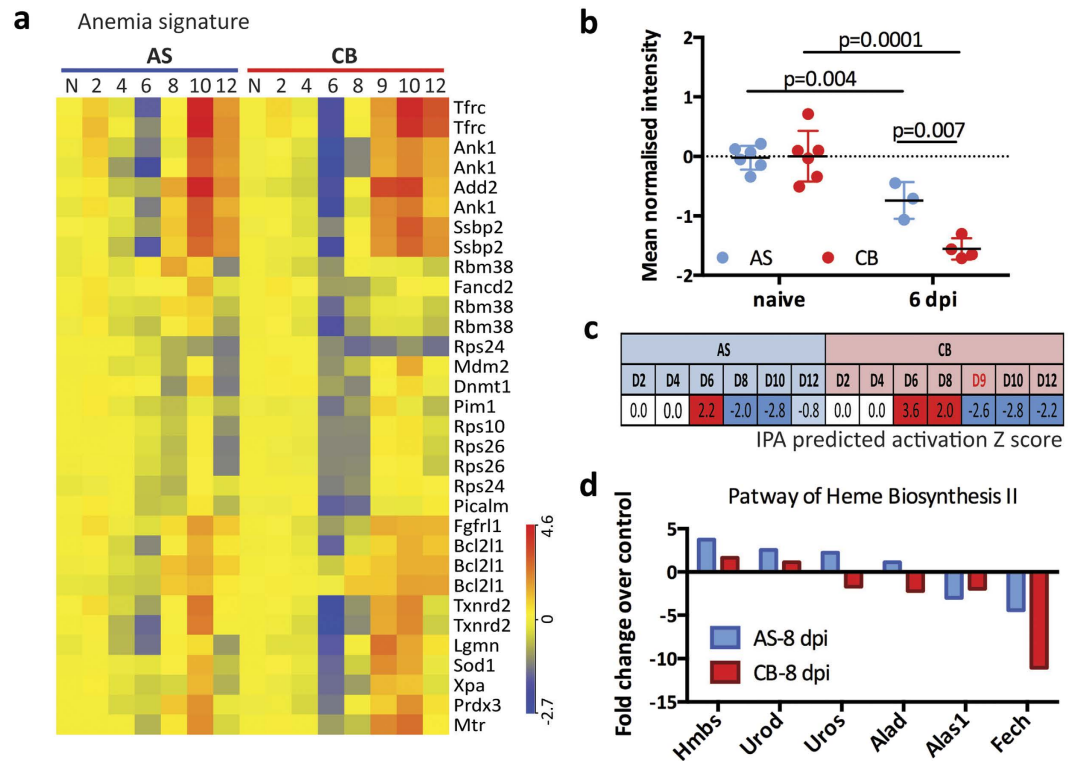 a
Anemia signature
AS CB
N 2 4 6 8 10 12 N 2 4 6 8 9 10 12
Tfrc
Tfrc
Ank1
Ank1
Add2
Ank1
Ssbp2
Ssbp2
Rbm38
Fancd2
Rbm38
Rbm38
Rps24
Mdm2
Dnmt1
Pim1
Rps10
Rps26
Rps26
Rps24
Picalm
Fgfrl1
Bcl2l1
Bcl2l1
Bcl2l1
Txnrd2
Txnrd2
Lgmn
Sod1
Xpa
Prdx3
Mtr
4.6
0
-2.7
b
Mean normalised intensity
2
1
0
-1
-2
p=0.0001
p=0.004
p=0.007
AS CB
naive 6 dpi
c
AS CB
D2 D4 D6 D8 D10 D12 D2 D4 D6 D8 D9 D10 D12
0.0 0.0 2.2 -2.0 -2.8 -0.8 0.0 0.0 3.6 2.0 -2.6 -2.8 -2.2
IPA predicted activation Z score
d
Patway of Heme Biosynthesis II
Fold change over control
5
0
-5
-10
-15
AS-8 dpi
CB-8 dpi
Hmbs Urod Uros Alad Alas1 Fech